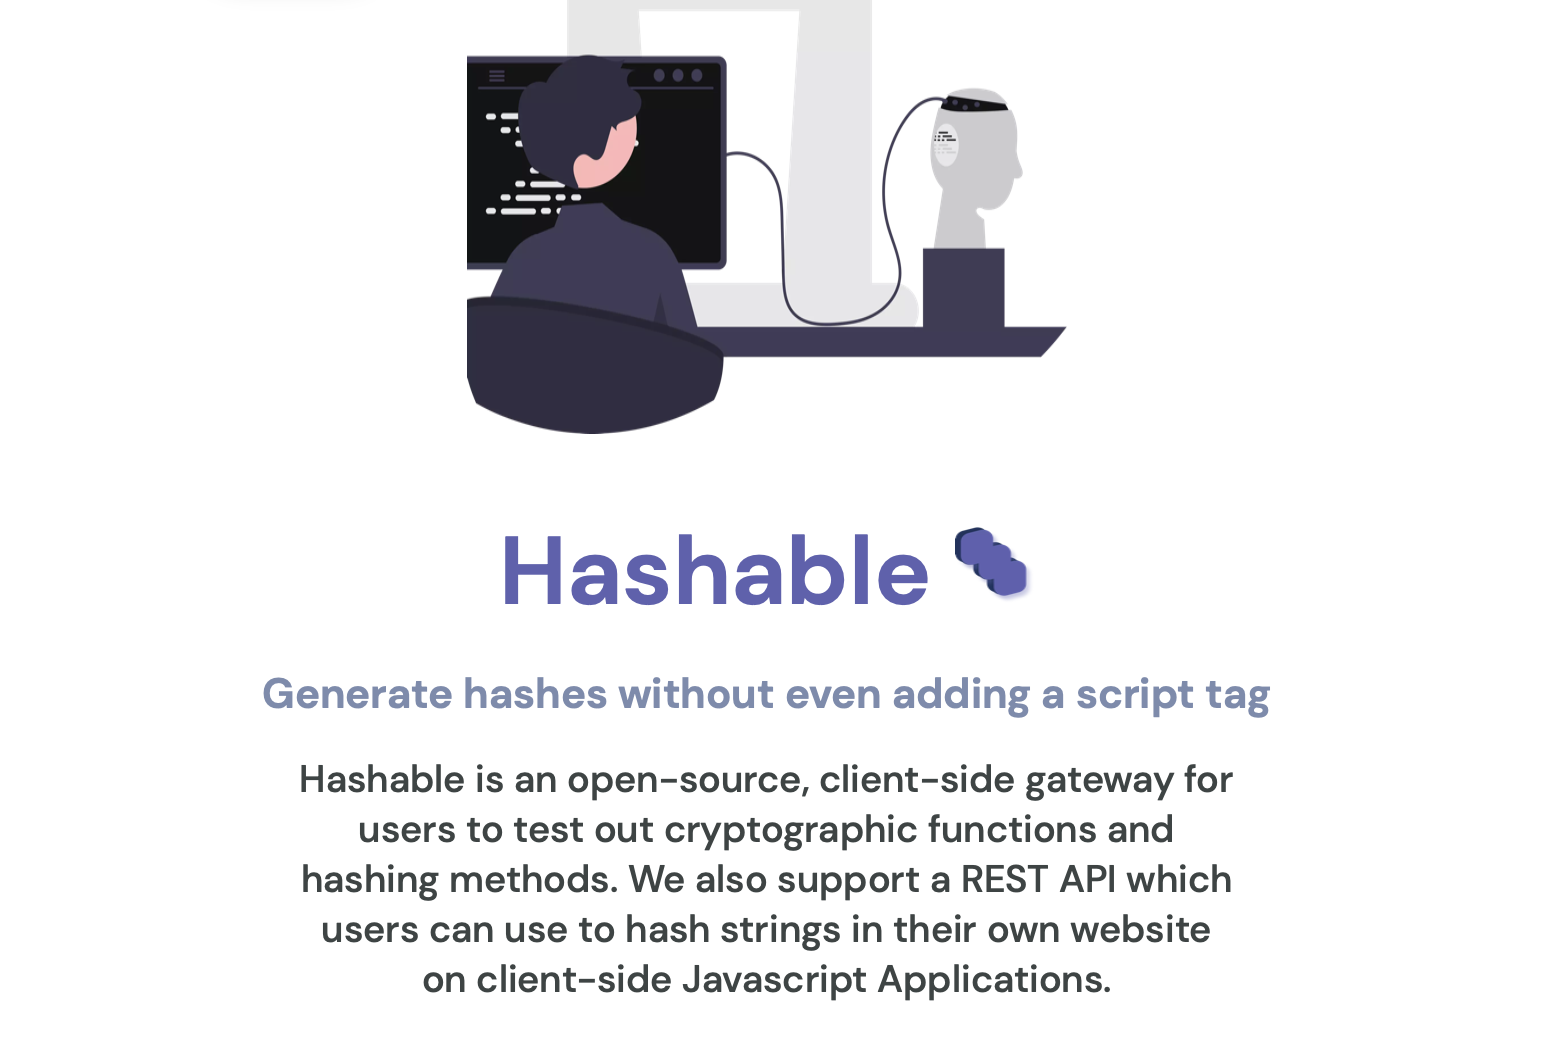 Hashable
Generate hashes without even adding a script tag
Hashable is an open-source, client-side gateway for
users to test out cryptographic functions and
hashing methods. We also support a REST API which
users can use to hash strings in their own website
on client-side Javascript Applications.